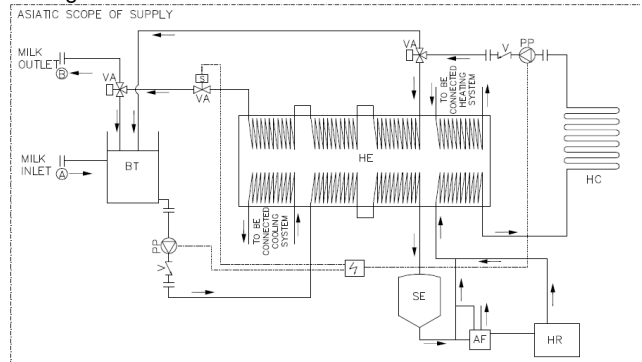 ASIATIC SCOPE OF SUPPLY
MILK
OUTLET
B
VA
S
VA
VA
V
PP
TO BE
CONNECTED
HEATING
SYSTEM
HE
HC
MILK
INLET
A
BT
PP
V
TO BE
CONNECTED
COOLING
SYSTEM
SE
AF
HR